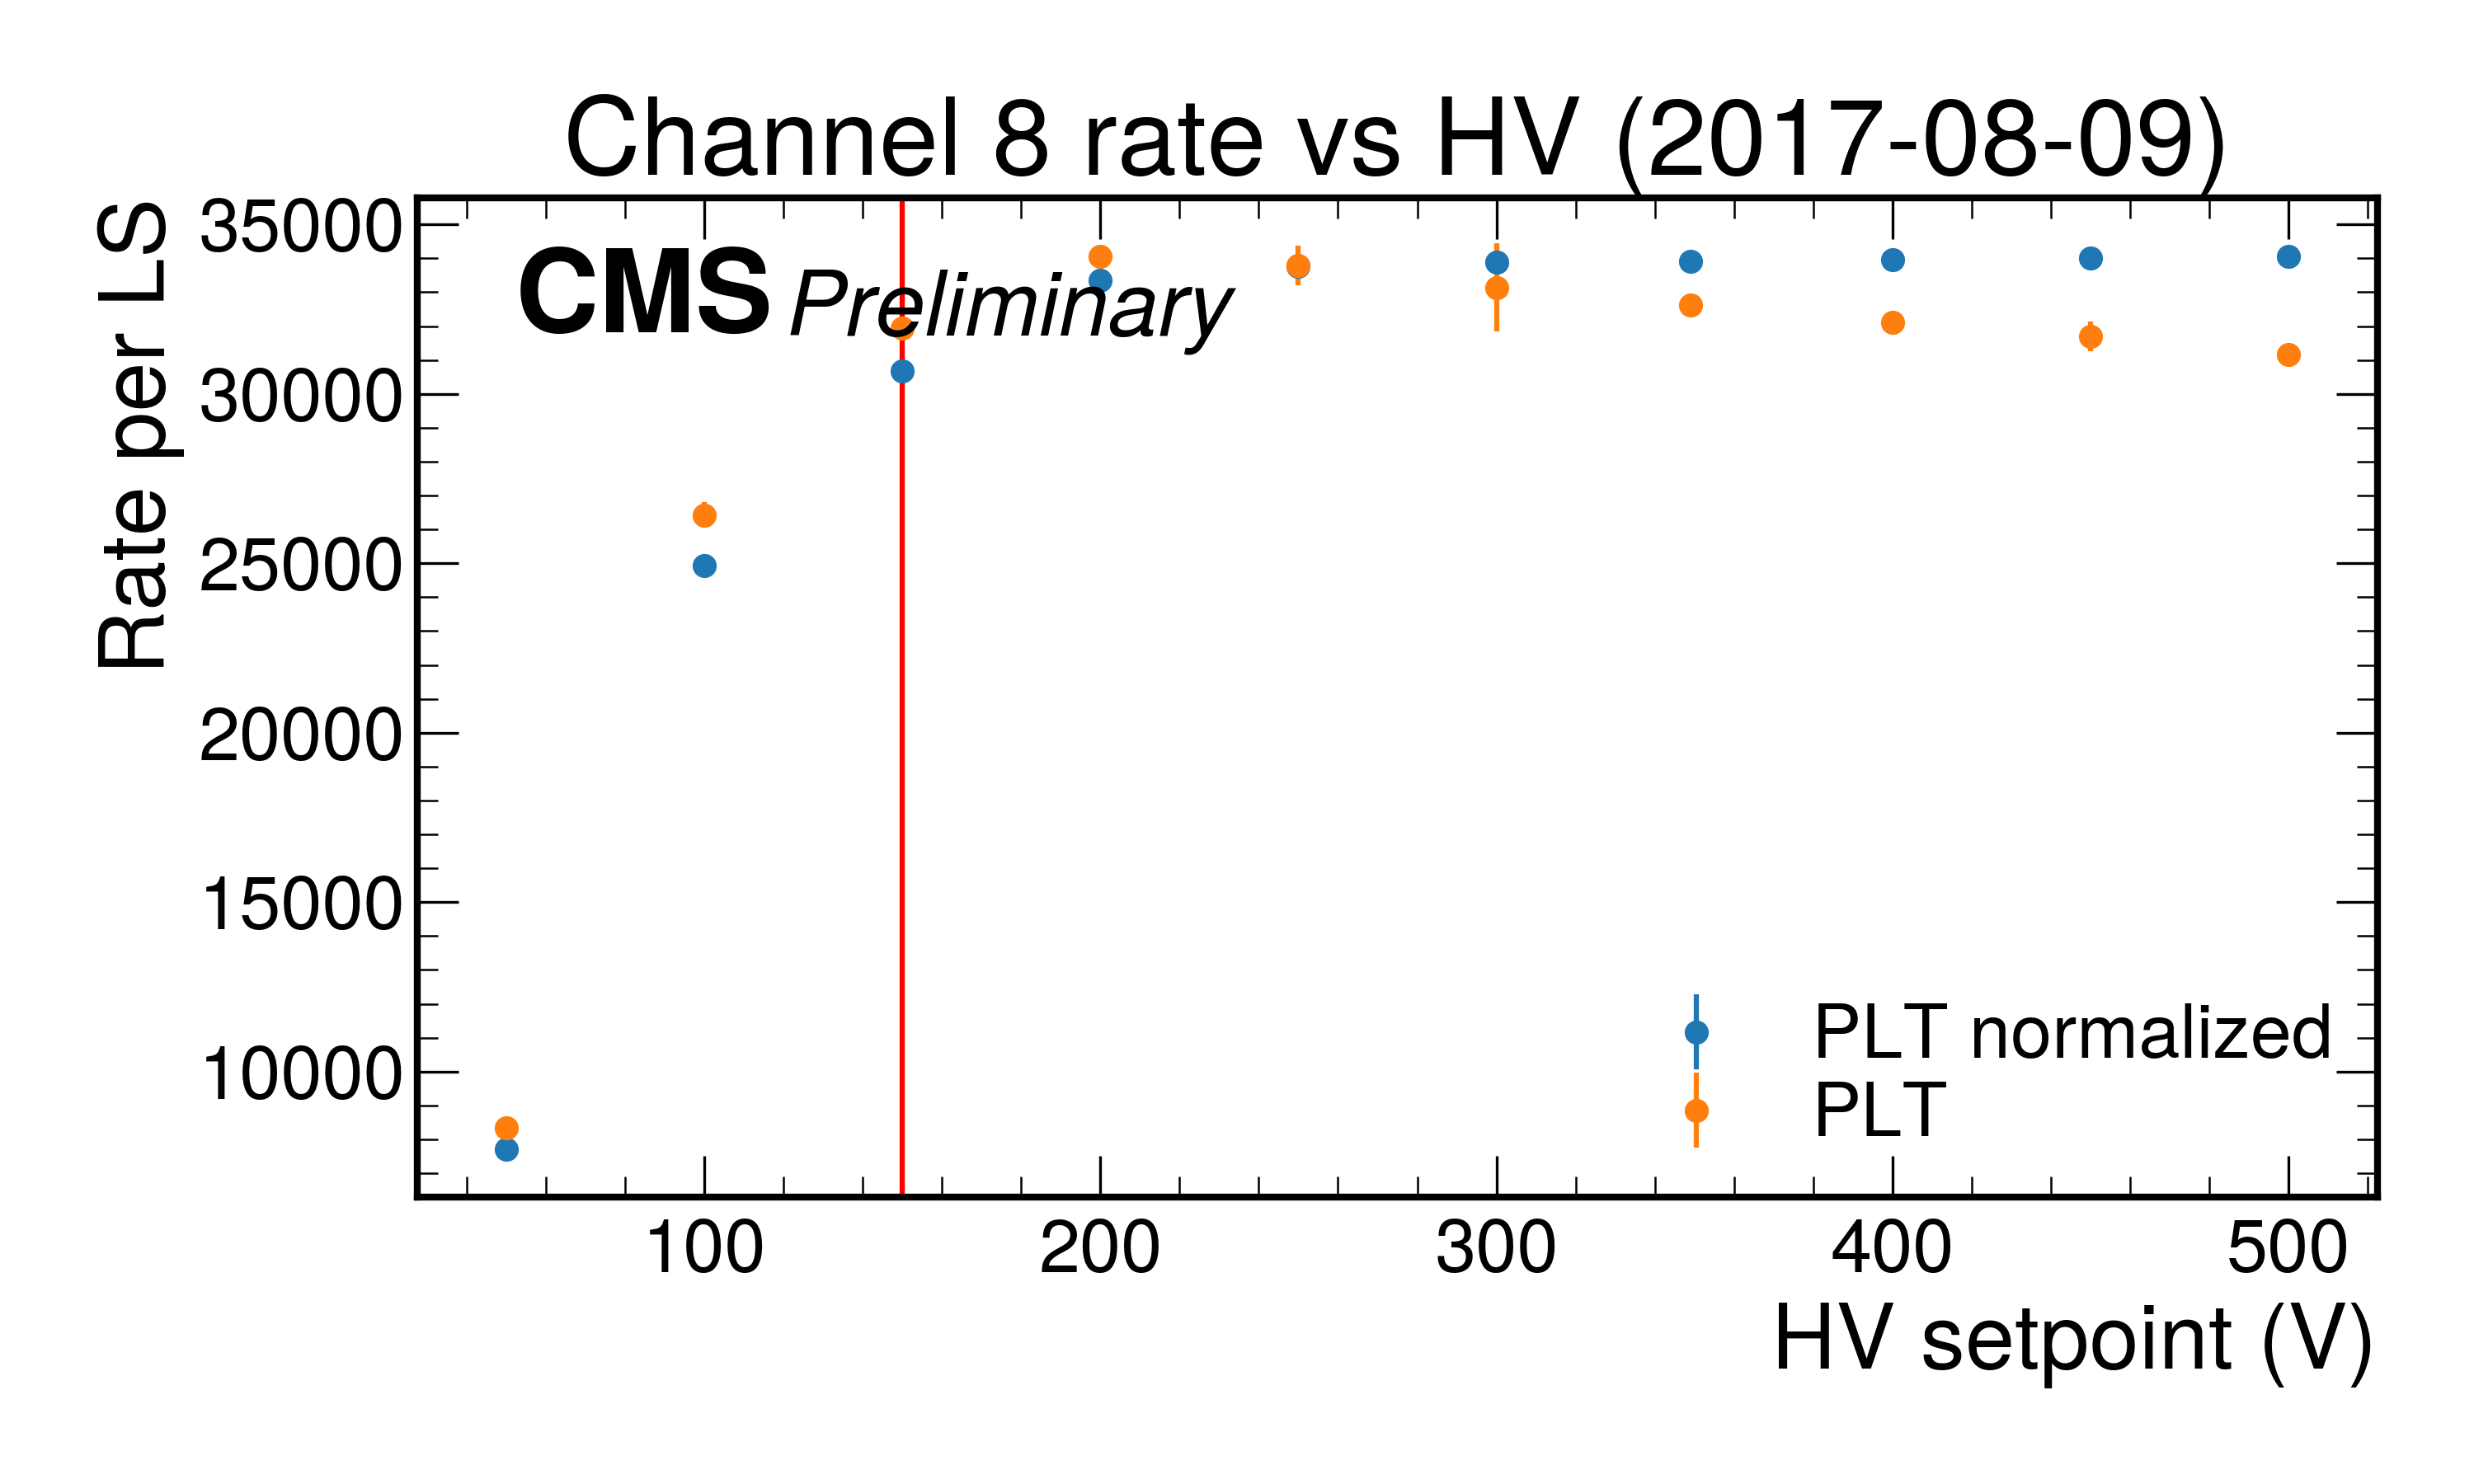 Channel 8 rate vs HV (2017-08-09)
CMS Preliminary
Rate per LS
35000
30000
25000
20000
15000
10000
PLT normalized
PLT
100 200 300 400 500
HV setpoint (V)